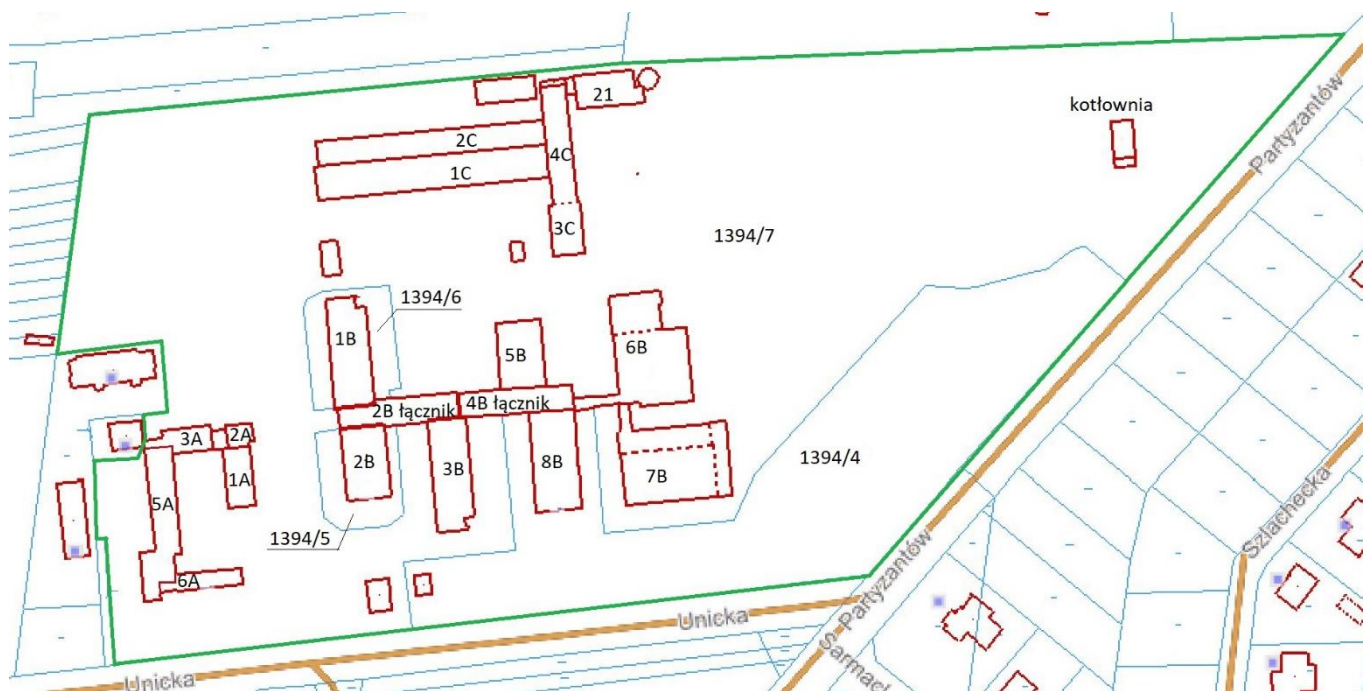 21
kotłownia
Partyzantów
2C
4C
1C
3C
1394/7
1394/6
1B
5B
6B
2B łącznik
4B łącznik
3A
2A
2B
3B
8B
1394/4
1A
7B
5A
1394/5
6A
Szlachecka
S. Partyzantów
Unicka
Sarmac
Unicka